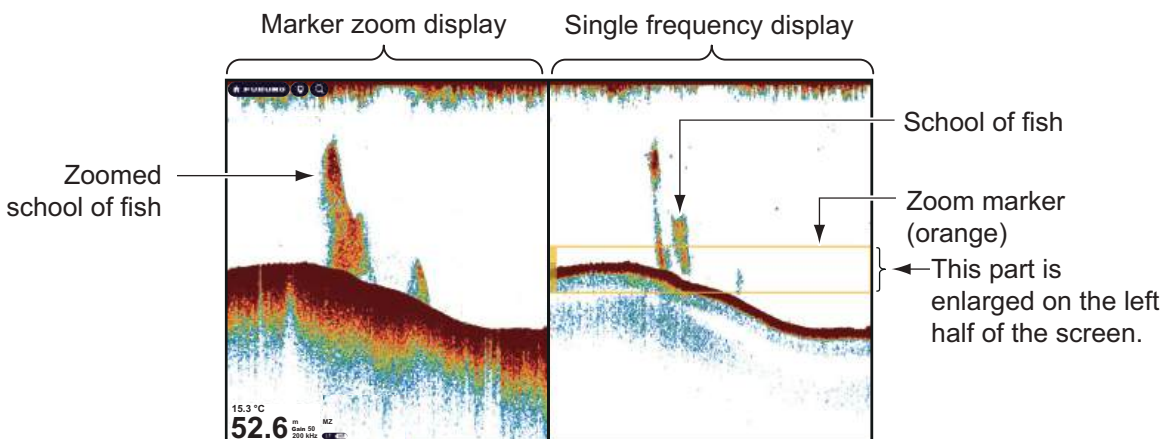 Marker zoom display
Single frequency display
FURUNO
School of fish
Zoomed
school of fish
Zoom marker
(orange)
This part is
enlarged on the left
half of the screen.
15.3 °C
52.6 m
MZ
Gain 50
200 kHz